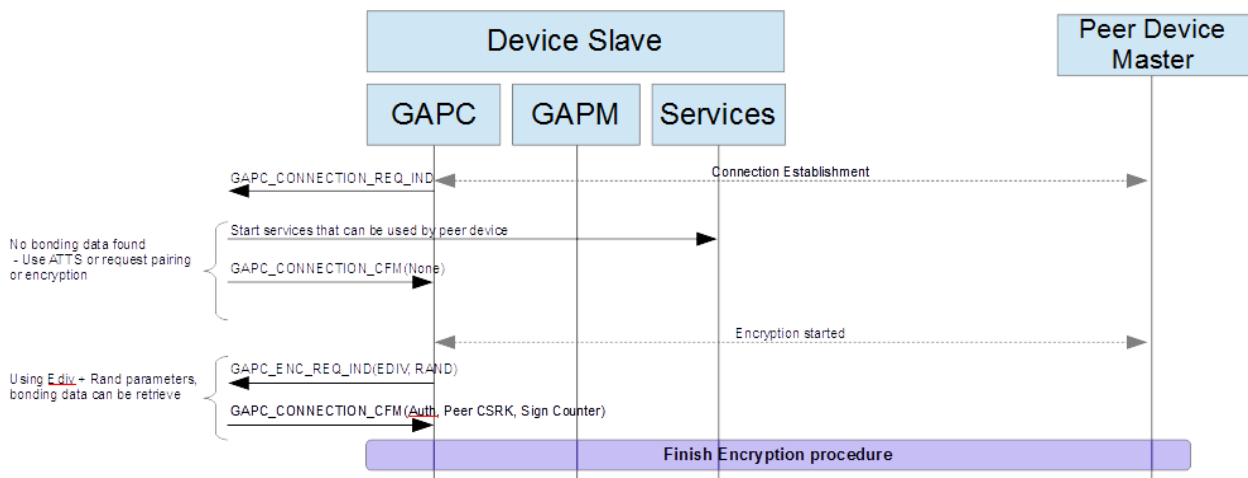 Device Slave
Peer Device
Master
GAPC
GAPM
Services
GAPC_CONNECTION_REQ_IND
Connection Establishment
Start services that can be used by peer device
No bonding data found
- Use ATTS or request pairing
or encryption
GAPC_CONNECTION_CFM(None)
Encryption started
GAPC_ENC_REQ_IND(EDIV, RAND)
Using Ediv + Rand parameters,
bonding data can be retrieve
GAPC_CONNECTION_CFM(Auth, Peer CSRK, Sign Counter)
Finish Encryption procedure